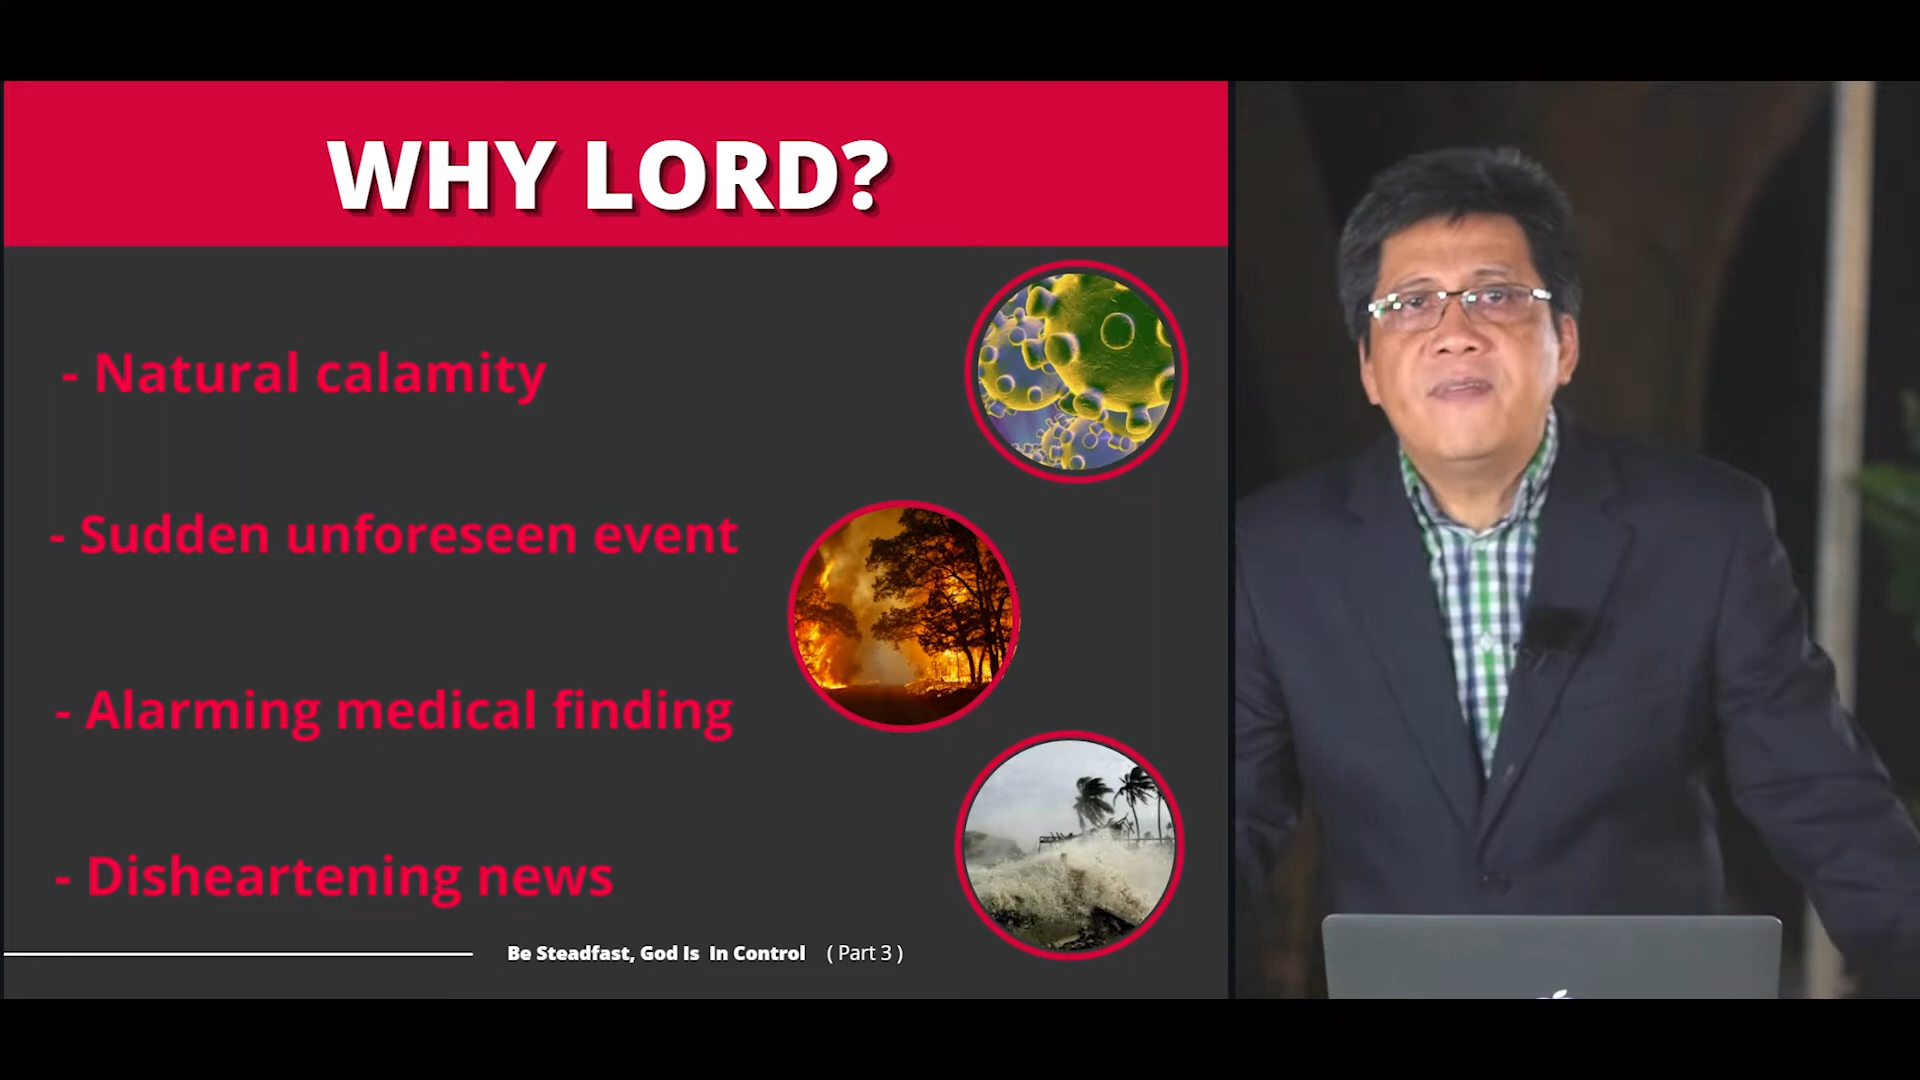 WHY LORD?
- Natural calamity
- Sudden unforeseen event
- Alarming medical finding
- Disheartening news
Be Steadfast, God Is In Control ( Part 3 )